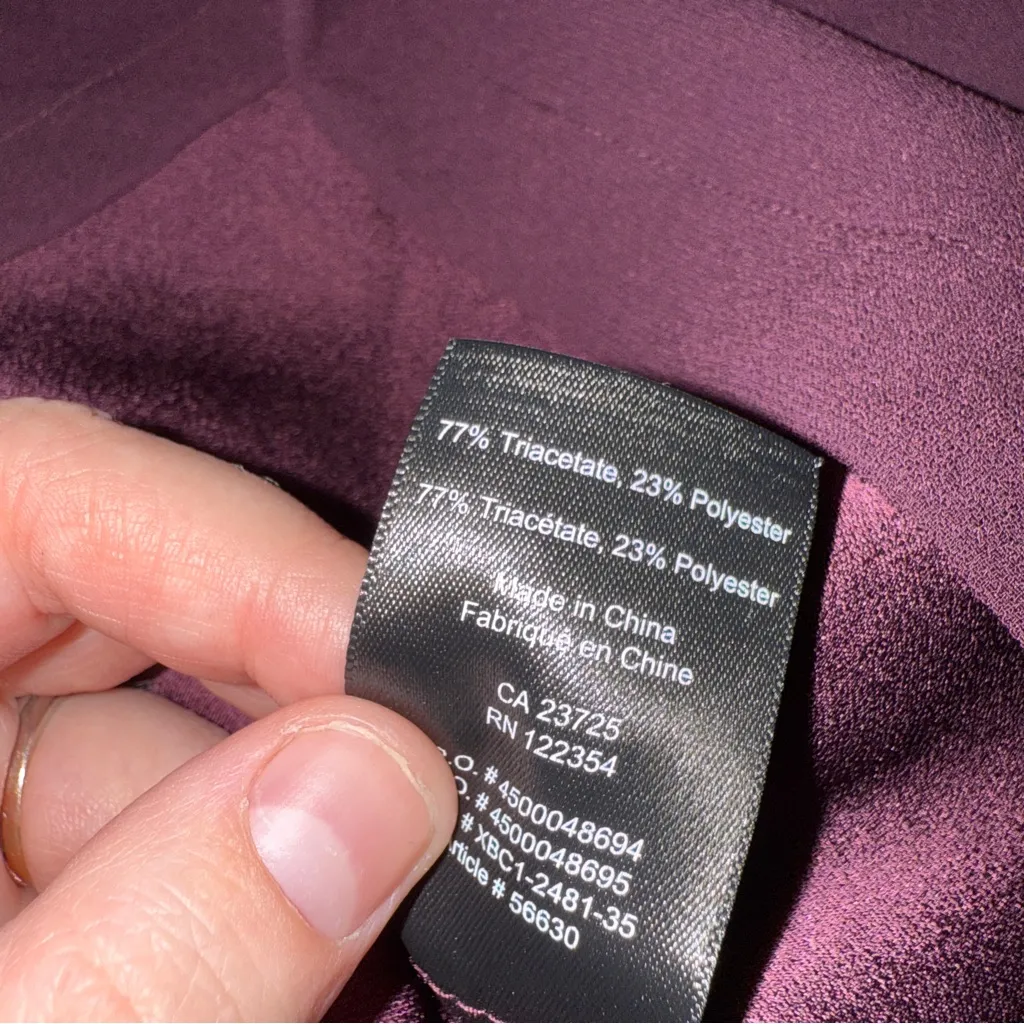 77% Triacetate, 23% Polyester
77% Triacétate, 23% Polyester
Made in China
Fabriqué en Chine
CA 23725
RN 122354
.O. # 4500048694
O. # 4500048695
# XBC1-2481-35
rticle # 56630